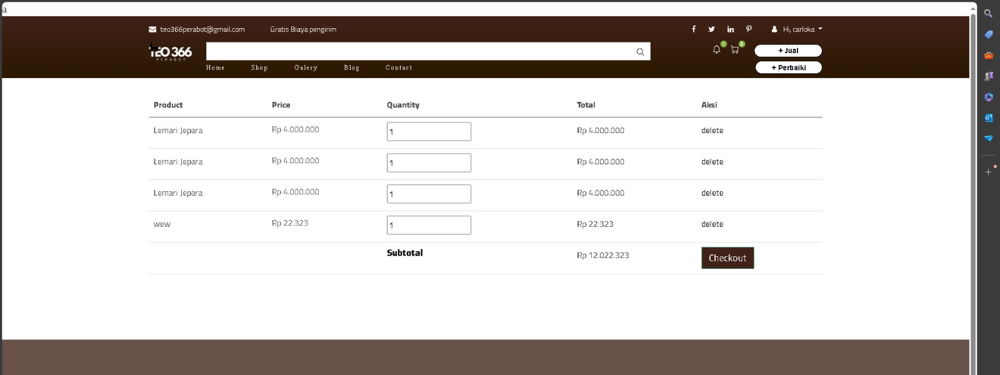 a
teo366perabot@gmail.com Gratis Biaya pengirim Hi, carloka
TEO 366 1 3 + Jual
PERABOT
Home Shop Galery Blog Contact + Perbaiki
Product Price Quantity Total Aksi
Lemari Jepara Rp 4.000.000 1 Rp 4.000.000 delete
Lemari Jepara Rp 4.000.000 1 Rp 4.000.000 delete
Lemari Jepara Rp 4.000.000 1 Rp 4.000.000 delete
wew Rp 22.323 1 Rp 22.323 delete
Subtotal Rp 12.022.323 Checkout